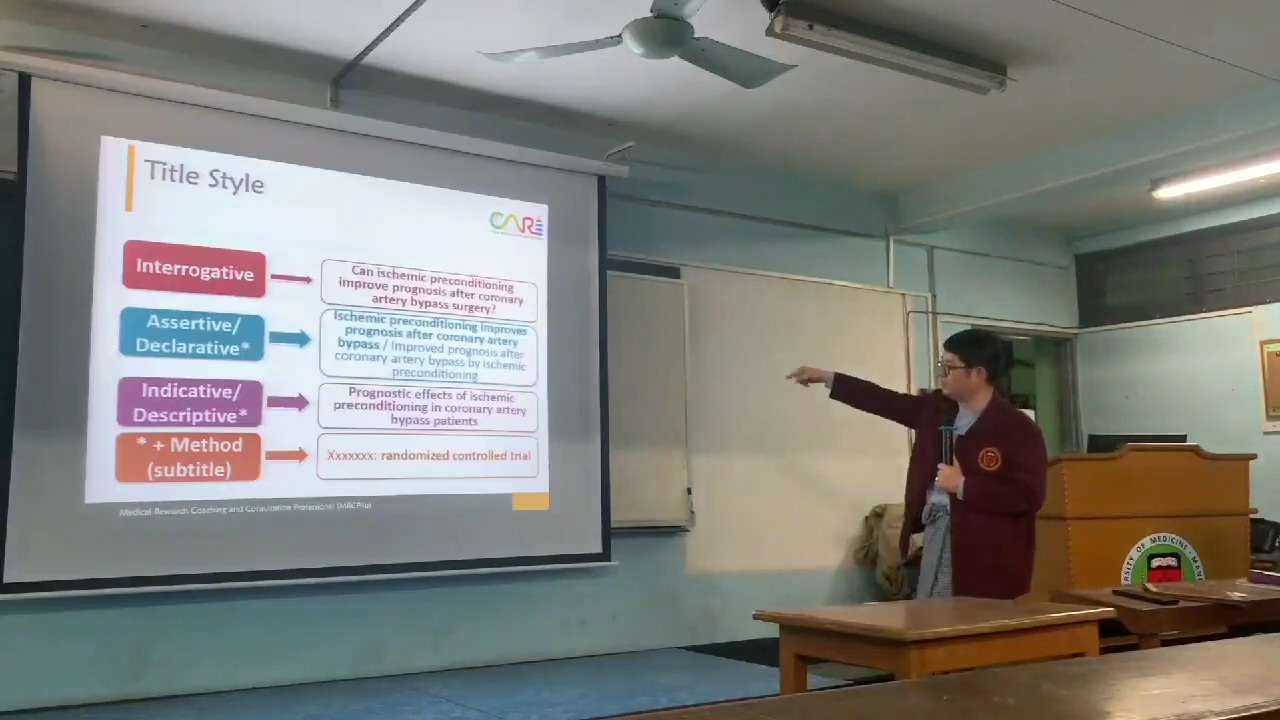 Title Style
CARE
Interrogative
Can ischemic preconditioning
improve prognosis after coronary
artery bypass surgery?
Assertive/
Declarative*
Ischemic preconditioning improves
prognosis after coronary artery
bypass / Improved prognosis after
coronary artery bypass by ischemic
preconditioning
Indicative/
Descriptive*
Prognostic effects of ischemic
preconditioning in coronary artery
bypass patients
* + Method
(subtitle)
Xxxxxxx: randomized controlled trial
Medical Research Coaching and Consultation Professional
OF MEDICINE